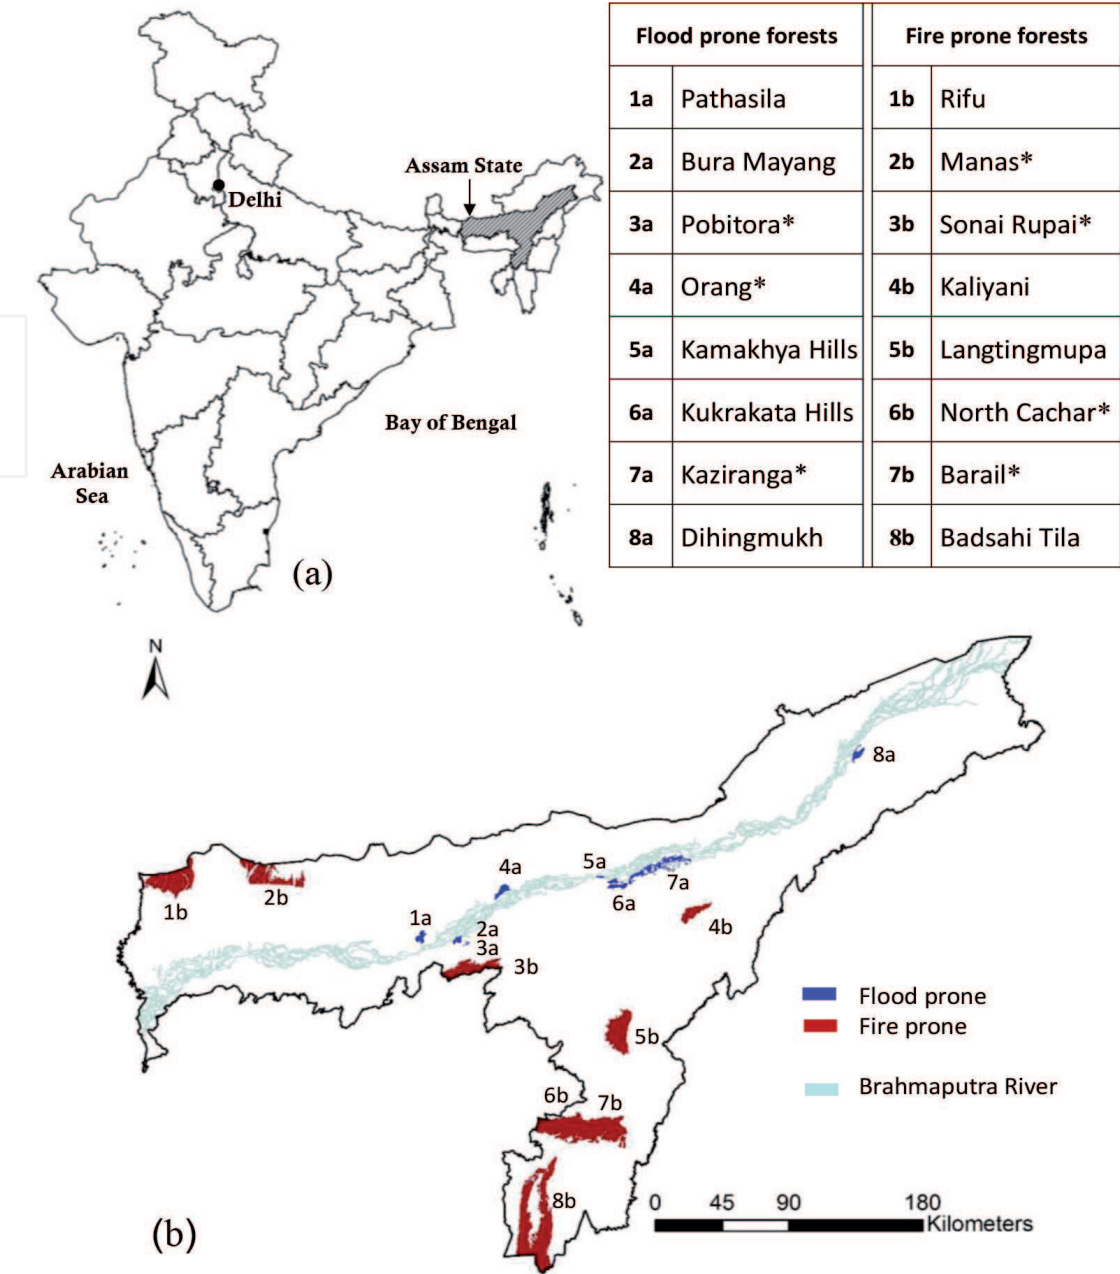 Assam State
Delhi
Bay of Bengal
Arabian
Sea
(a)
Flood prone forests Fire prone forests
1a Pathasila 1b Rifu
2a Bura Mayang 2b Manas*
3a Pobitora* 3b Sonai Rupai*
4a Orang* 4b Kaliyani
5a Kamakhya Hills 5b Langtingmupa
6a Kukrakata Hills 6b North Cachar*
7a Kaziranga* 7b Barail*
8a Dihingmukh 8b Badsahi Tila
N
8a
4a 5a
7a
6a
1b 2b
1a 2a
3a
4b
3b
Flood prone
Fire prone
5b
Brahmaputra River
6b 7b
8b
0 45 90 180
Kilometers
(b)